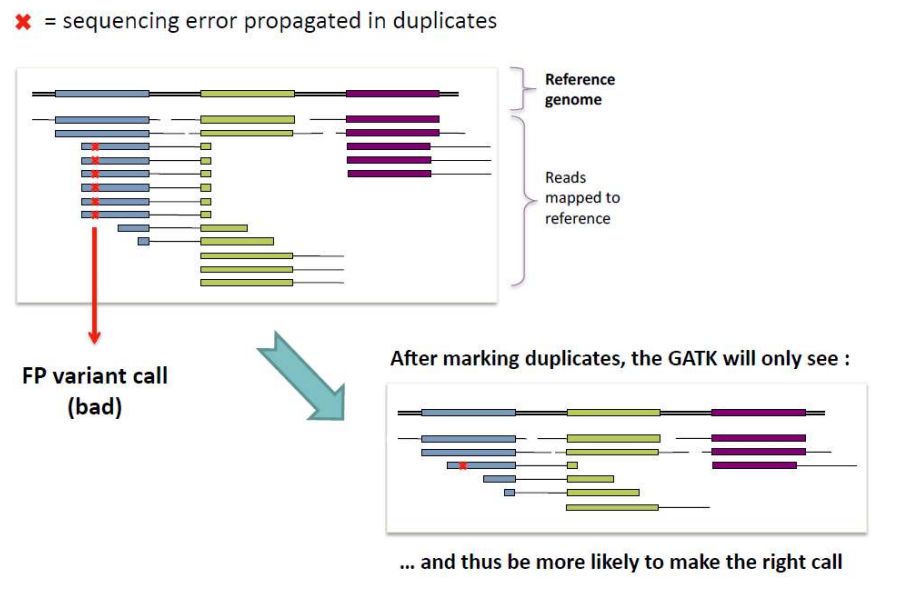 = sequencing error propagated in duplicates
Reference
genome
Reads
mapped to
reference
FP variant call
(bad)
After marking duplicates, the GATK will only see :
... and thus be more likely to make the right call